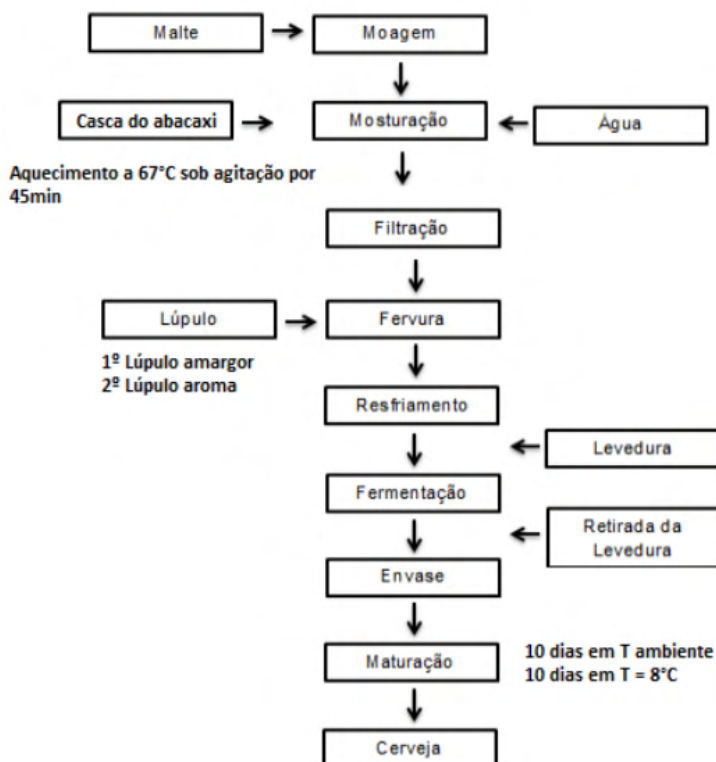 Malte
Moagem
Casca do abacaxi
Mosturação
Água
Aquecimento a 67°C sob agitação por
45min
Filtração
Lúpulo
Fervura
1º Lúpulo amargor
2º Lúpulo aroma
Resfriamento
Levedura
Fermentação
Retirada da
Levedura
Envase
Maturação
10 dias em T ambiente
10 dias em T = 8°C
Cerveja